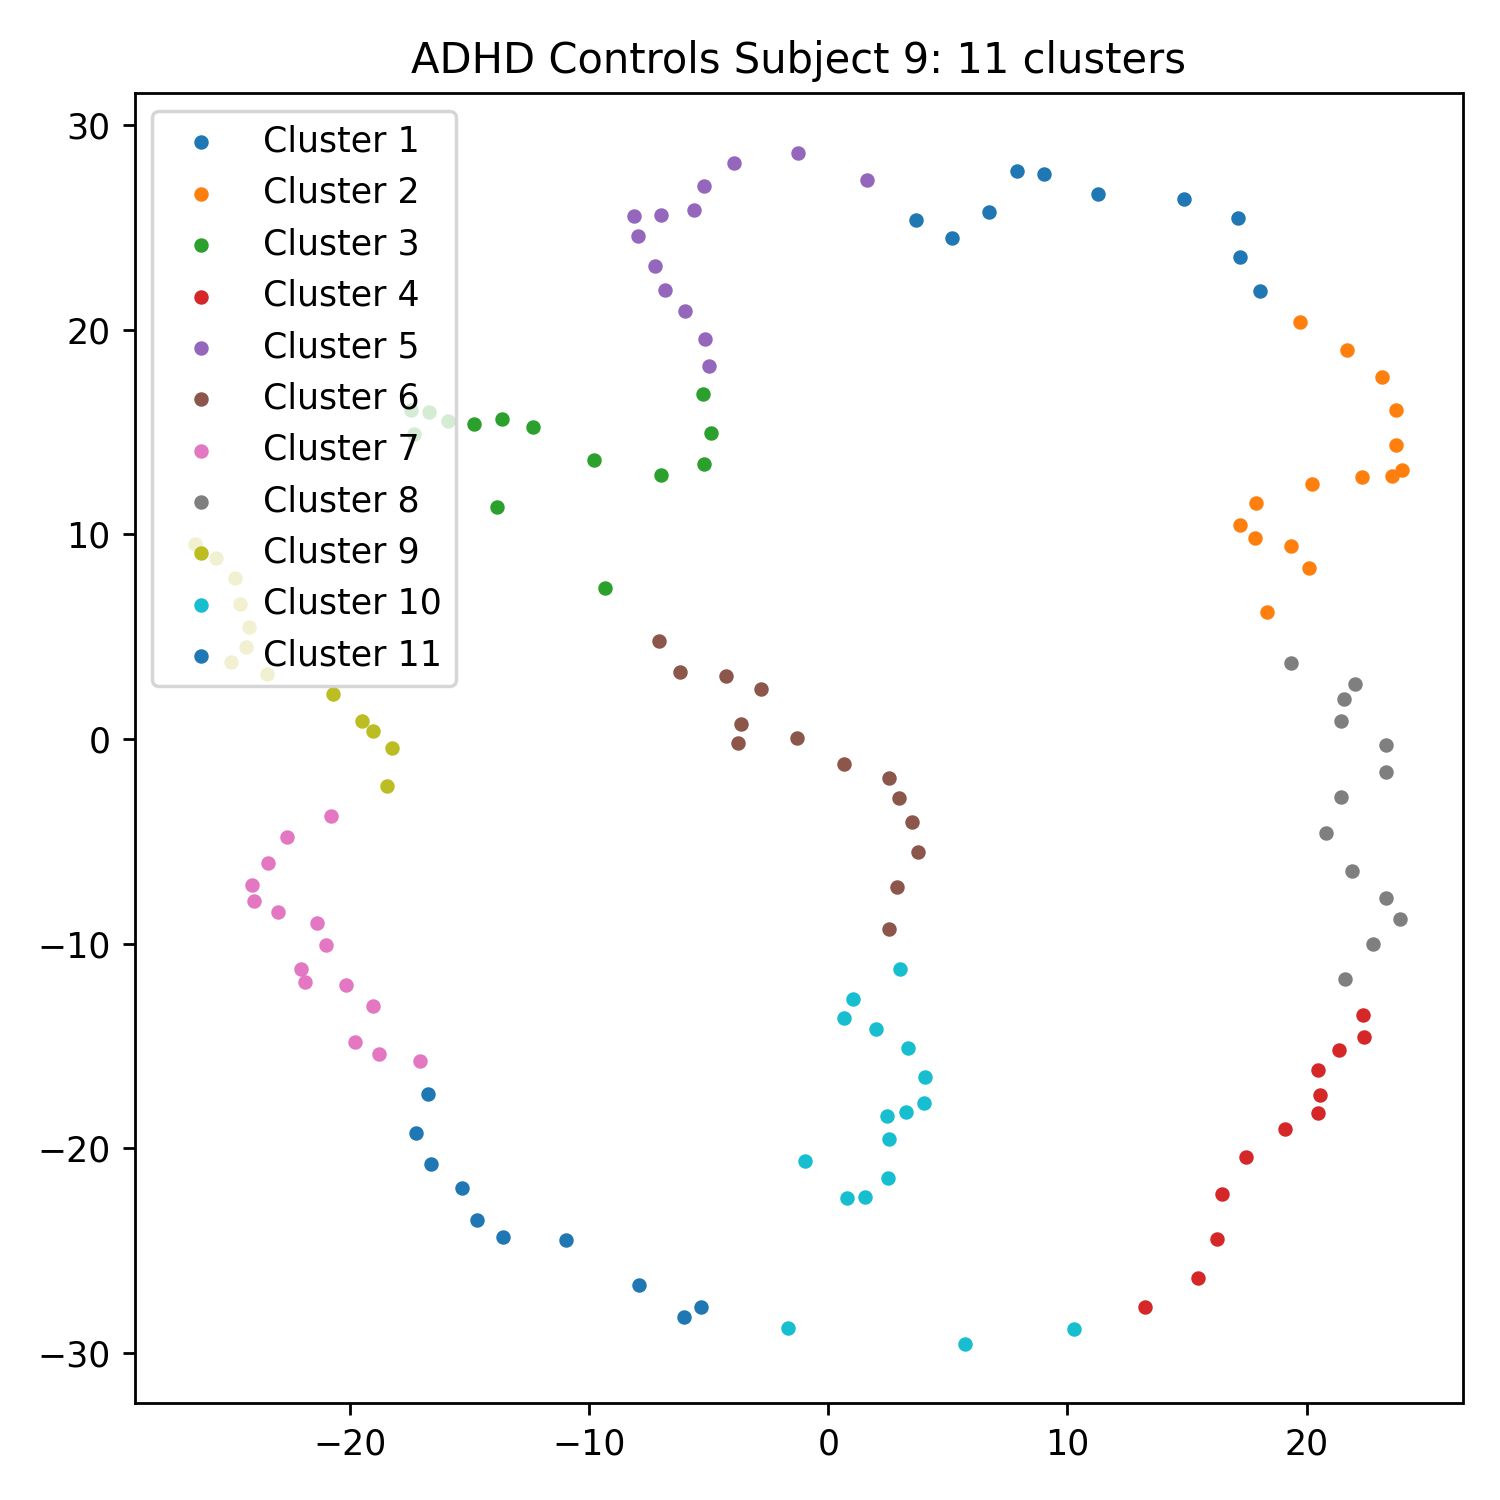 ADHD Controls Subject 9: 11 clusters
30
20
10
0
−10
−20
−30
Cluster 1
Cluster 2
Cluster 3
Cluster 4
Cluster 5
Cluster 6
Cluster 7
Cluster 8
Cluster 9
Cluster 10
Cluster 11
−20 −10 0 10 20